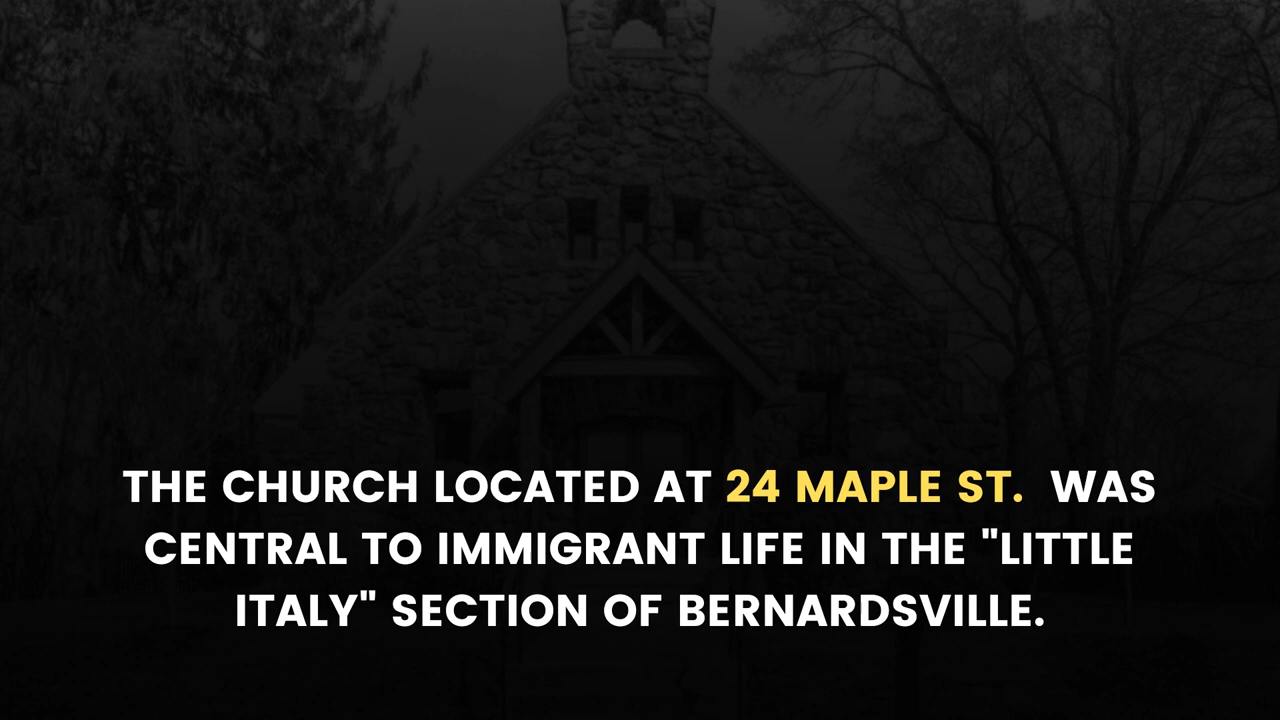 THE CHURCH LOCATED AT 24 MAPLE ST.  WAS
CENTRAL TO IMMIGRANT LIFE IN THE "LITTLE
ITALY" SECTION OF BERNARDSVILLE.